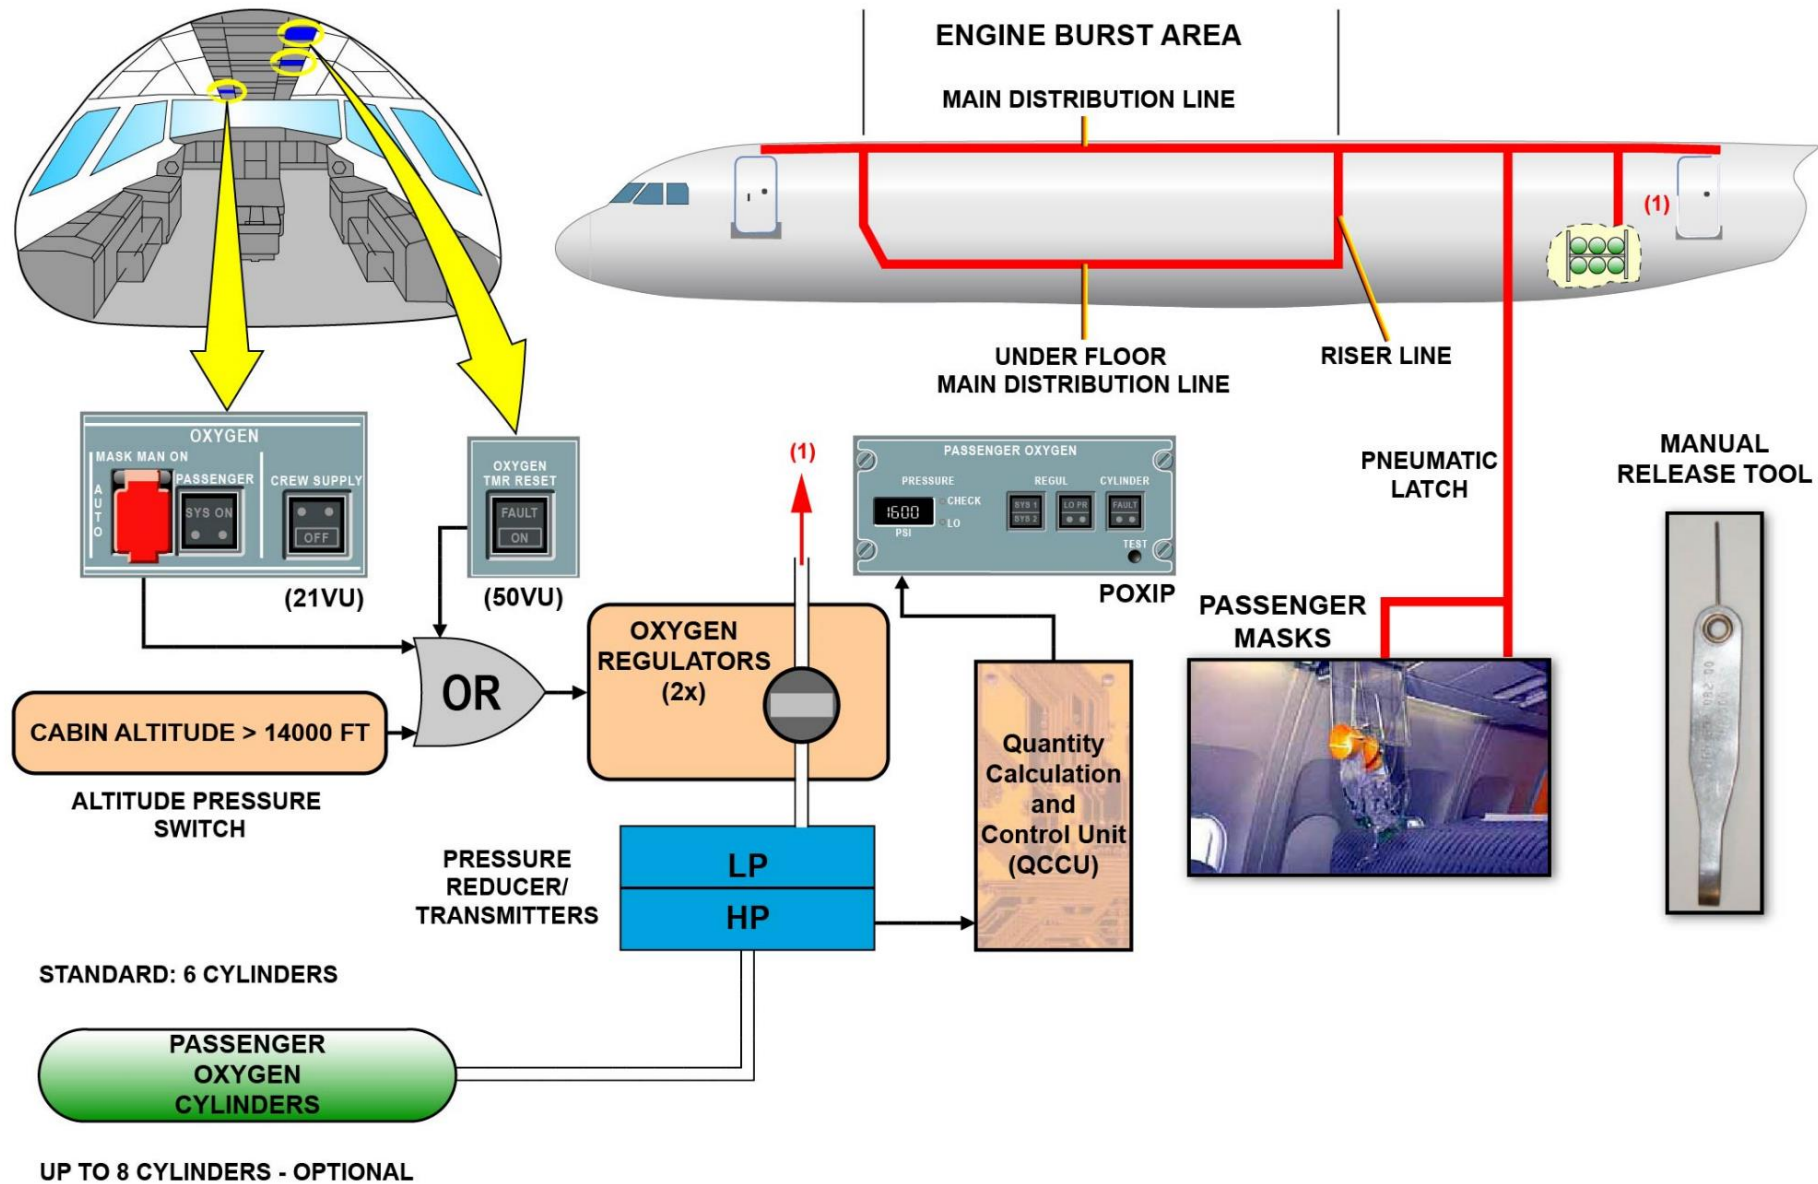 ENGINE BURST AREA
MAIN DISTRIBUTION LINE
(1)
UNDER FLOOR
MAIN DISTRIBUTION LINE
RISER LINE
OXYGEN
MASK MAN ON
AUTO
PASSENGER
SYS ON
CREW SUPPLY
OFF
(21VU)
OXYGEN
TMR RESET
FAULT
ON
(50VU)
(1)
PASSENGER OXYGEN
PRESSURE
REGUL
CYLINDER
1600
PSI
CHECK
LO
SYS 1
SYS 2
LO PR
FAULT
TEST
POXIP
PNEUMATIC
LATCH
MANUAL
RELEASE TOOL
PASSENGER
MASKS
OR
OXYGEN
REGULATORS
(2x)
CABIN ALTITUDE > 14000 FT
ALTITUDE PRESSURE
SWITCH
Quantity
Calculation
and
Control Unit
(QCCU)
PRESSURE
REDUCER/
TRANSMITTERS
LP
HP
STANDARD: 6 CYLINDERS
PASSENGER
OXYGEN
CYLINDERS
UP TO 8 CYLINDERS - OPTIONAL